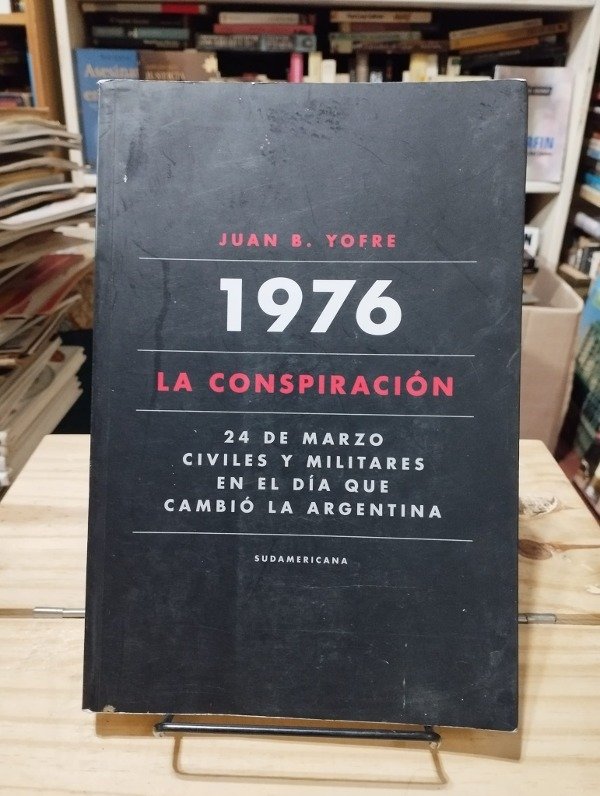 JUAN B. YOFRE
1976
LA CONSPIRACIÓN
24 DE MARZO
CIVILES Y MILITARES
EN EL DÍA QUE
CAMBIÓ LA ARGENTINA
SUDAMERICANA